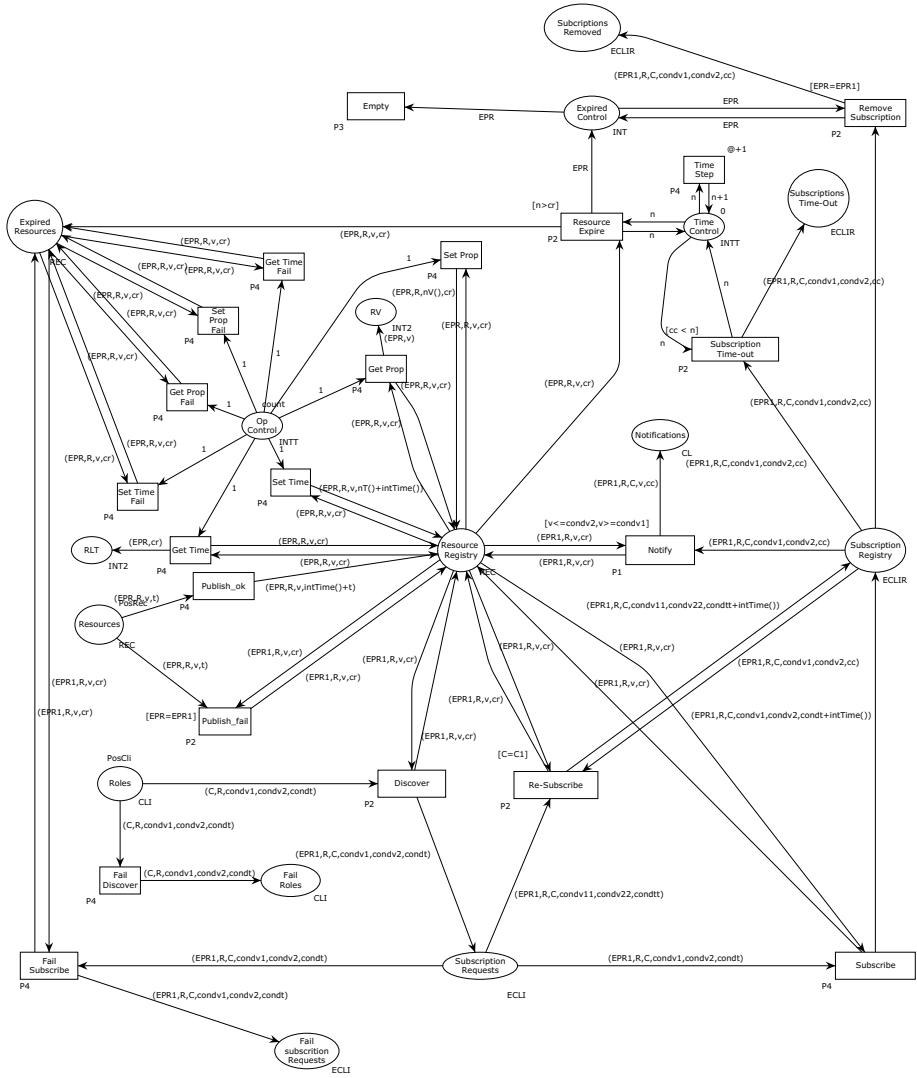 Subcriptions
Removed
ECLIR
(EPR1,R,C,condv1,condv2,cc)
[EPR=EPR1]
Empty
P3
EPR
Expired
Control
INT
EPR
EPR
Remove
Subscription
P2
EPR
@+1
Time
Step
P4
n
n+1
0
Subscriptions
Time-Out
ECLIR
Expired
Resources
REC
[n>cr]
Resource
Expire
P2
n
n
Time
Control
INTT
(EPR,R,v,cr)
(EPR,R,v,cr)
(EPR,R,v,cr)
Get Time
Fail
P4
1
Set Prop
P4
(EPR,R,v,cr)
(EPR,R,v,cr)
Set
Prop
Fail
P4
(EPR,R,nV(),cr)
(EPR,R,v,cr)
n
(EPR1,R,C,condv1,condv2,cc)
RV
INT2
(EPR,v)
[cc < n]
n
Subscription
Time-out
P2
(EPR,R,v,cr)
1
1
1
Get Prop
P4
(EPR,R,v,cr)
(EPR,R,v,cr)
Get Prop
Fail
P4
1
count
Op
Control
INTT
(EPR,R,v,cr)
(EPR1,R,C,condv1,condv2,cc)
(EPR,R,v,cr)
(EPR,R,v,cr)
1
1
Notifications
CL
(EPR1,R,C,condv1,condv2,cc)
Set Time
Fail
P4
1
Set Time
P4
(EPR,R,v,nT()+intTime())
(EPR,R,v,cr)
(EPR1,R,C,v,cc)
[v<=condv2,v>=condv1]
RLT
INT2
(EPR,cr)
Get Time
P4
(EPR,R,v,cr)
(EPR,R,v,cr)
Resource
Registry
REC
(EPR1,R,v,cr)
(EPR1,R,v,cr)
Notify
P1
(EPR1,R,C,condv1,condv2,cc)
Subscription
Registry
ECLIR
Publish_ok
P4
(EPR,R,v,intTime()+t)
(EPR,R,v,t)
PosRec
Resources
REC
(EPR1,R,C,condv11,condv22,condtt+intTime())
(EPR,R,v,t)
(EPR1,R,v,cr)
(EPR1,R,v,cr)
(EPR1,R,v,cr)
(EPR1,R,v,cr)
(EPR1,R,v,cr)
(EPR1,R,C,condv1,condv2,cc)
(EPR1,R,v,cr)
(EPR1,R,v,cr)
(EPR1,R,v,cr)
[EPR=EPR1]
Publish_fail
P2
(EPR1,R,v,cr)
(EPR1,R,C,condv1,condv2,condt+intTime())
PosCli
Roles
CLI
(C,R,condv1,condv2,condt)
Discover
P2
[C=C1]
Re-Subscribe
P2
(C,R,condv1,condv2,condt)
(EPR1,R,C,condv1,condv2,condt)
Fail
Discover
P4
(C,R,condv1,condv2,condt)
Fail
Roles
CLI
(EPR1,R,C,condv11,condv22,condtt)
Fail
Subscribe
P4
(EPR1,R,C,condv1,condv2,condt)
Subscription
Requests
ECLI
(EPR1,R,C,condv1,condv2,condt)
Subscribe
P4
(EPR1,R,C,condv1,condv2,condt)
Fail
subscrition
Requests
ECLI